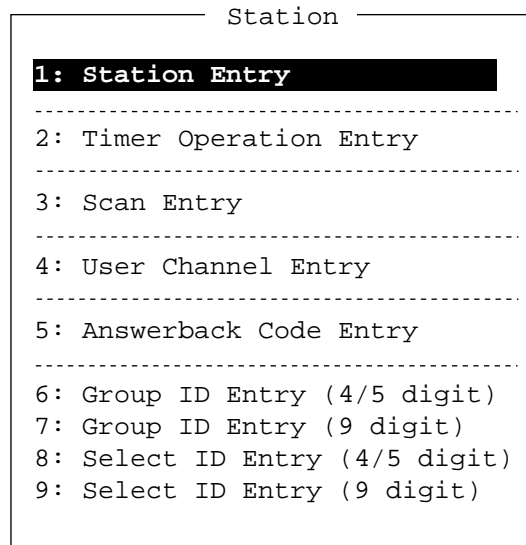 Station
1: Station Entry
2: Timer Operation Entry
3: Scan Entry
4: User Channel Entry
5: Answerback Code Entry
6: Group ID Entry (4/5 digit)
7: Group ID Entry (9 digit)
8: Select ID Entry (4/5 digit)
9: Select ID Entry (9 digit)